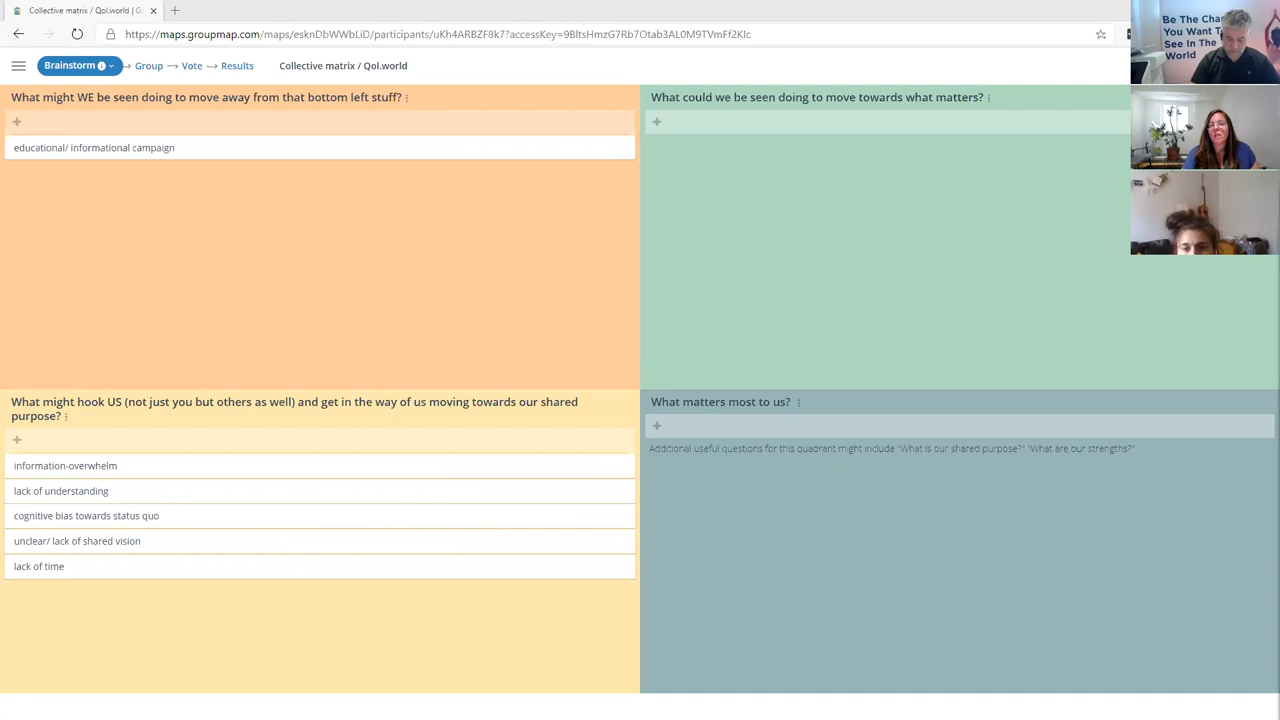 Collective matrix / Qol.world | G
https://maps.groupmap.com/maps/esknDbWWbLiD/participants/uKh4ARBZF8k7?accessKey=9BltsHmzG7Rb7Otab3AL0M9TVmFf2KIc
Brainstorm
Group
Vote
Results
Collective matrix / Qol.world
Be The Cha
You Want T
See In The
World
What might WE be seen doing to move away from that bottom left stuff?
+
educational/ informational campaign
What could we be seen doing to move towards what matters?
+
What might hook US (not just you but others as well) and get in the way of us moving towards our shared
purpose?
+
information-overwhelm
lack of understanding
cognitive bias towards status quo
unclear/ lack of shared vision
lack of time
What matters most to us?
+
Additional useful questions for this quadrant might include "What is our shared purpose?" "What are our strengths?"